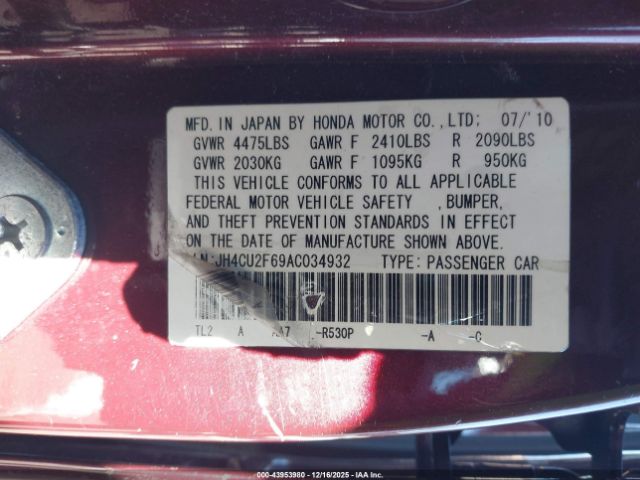 MFD. IN JAPAN BY HONDA MOTOR CO.,LTD: 07/'10
GVWR 4475LBS GAWR F 2410LBS R 2090LBS
GVWR 2030KG GAWR F 1095KG R 950KG
THIS VEHICLE CONFORMS TO ALL APPLICABLE
FEDERAL MOTOR VEHICLE SAFETY ,BUMPER,
AND THEFT PREVENTION STANDARDS IN EFFECT
ON THE DATE OF MANUFACTURE SHOWN ABOVE.
JH4CU2F69AC034932 TYPE: PASSENGER CAR
TL2 A AA7 -R530P -A -C
000-43953980 - 12/16/2025 - IAA Inc.